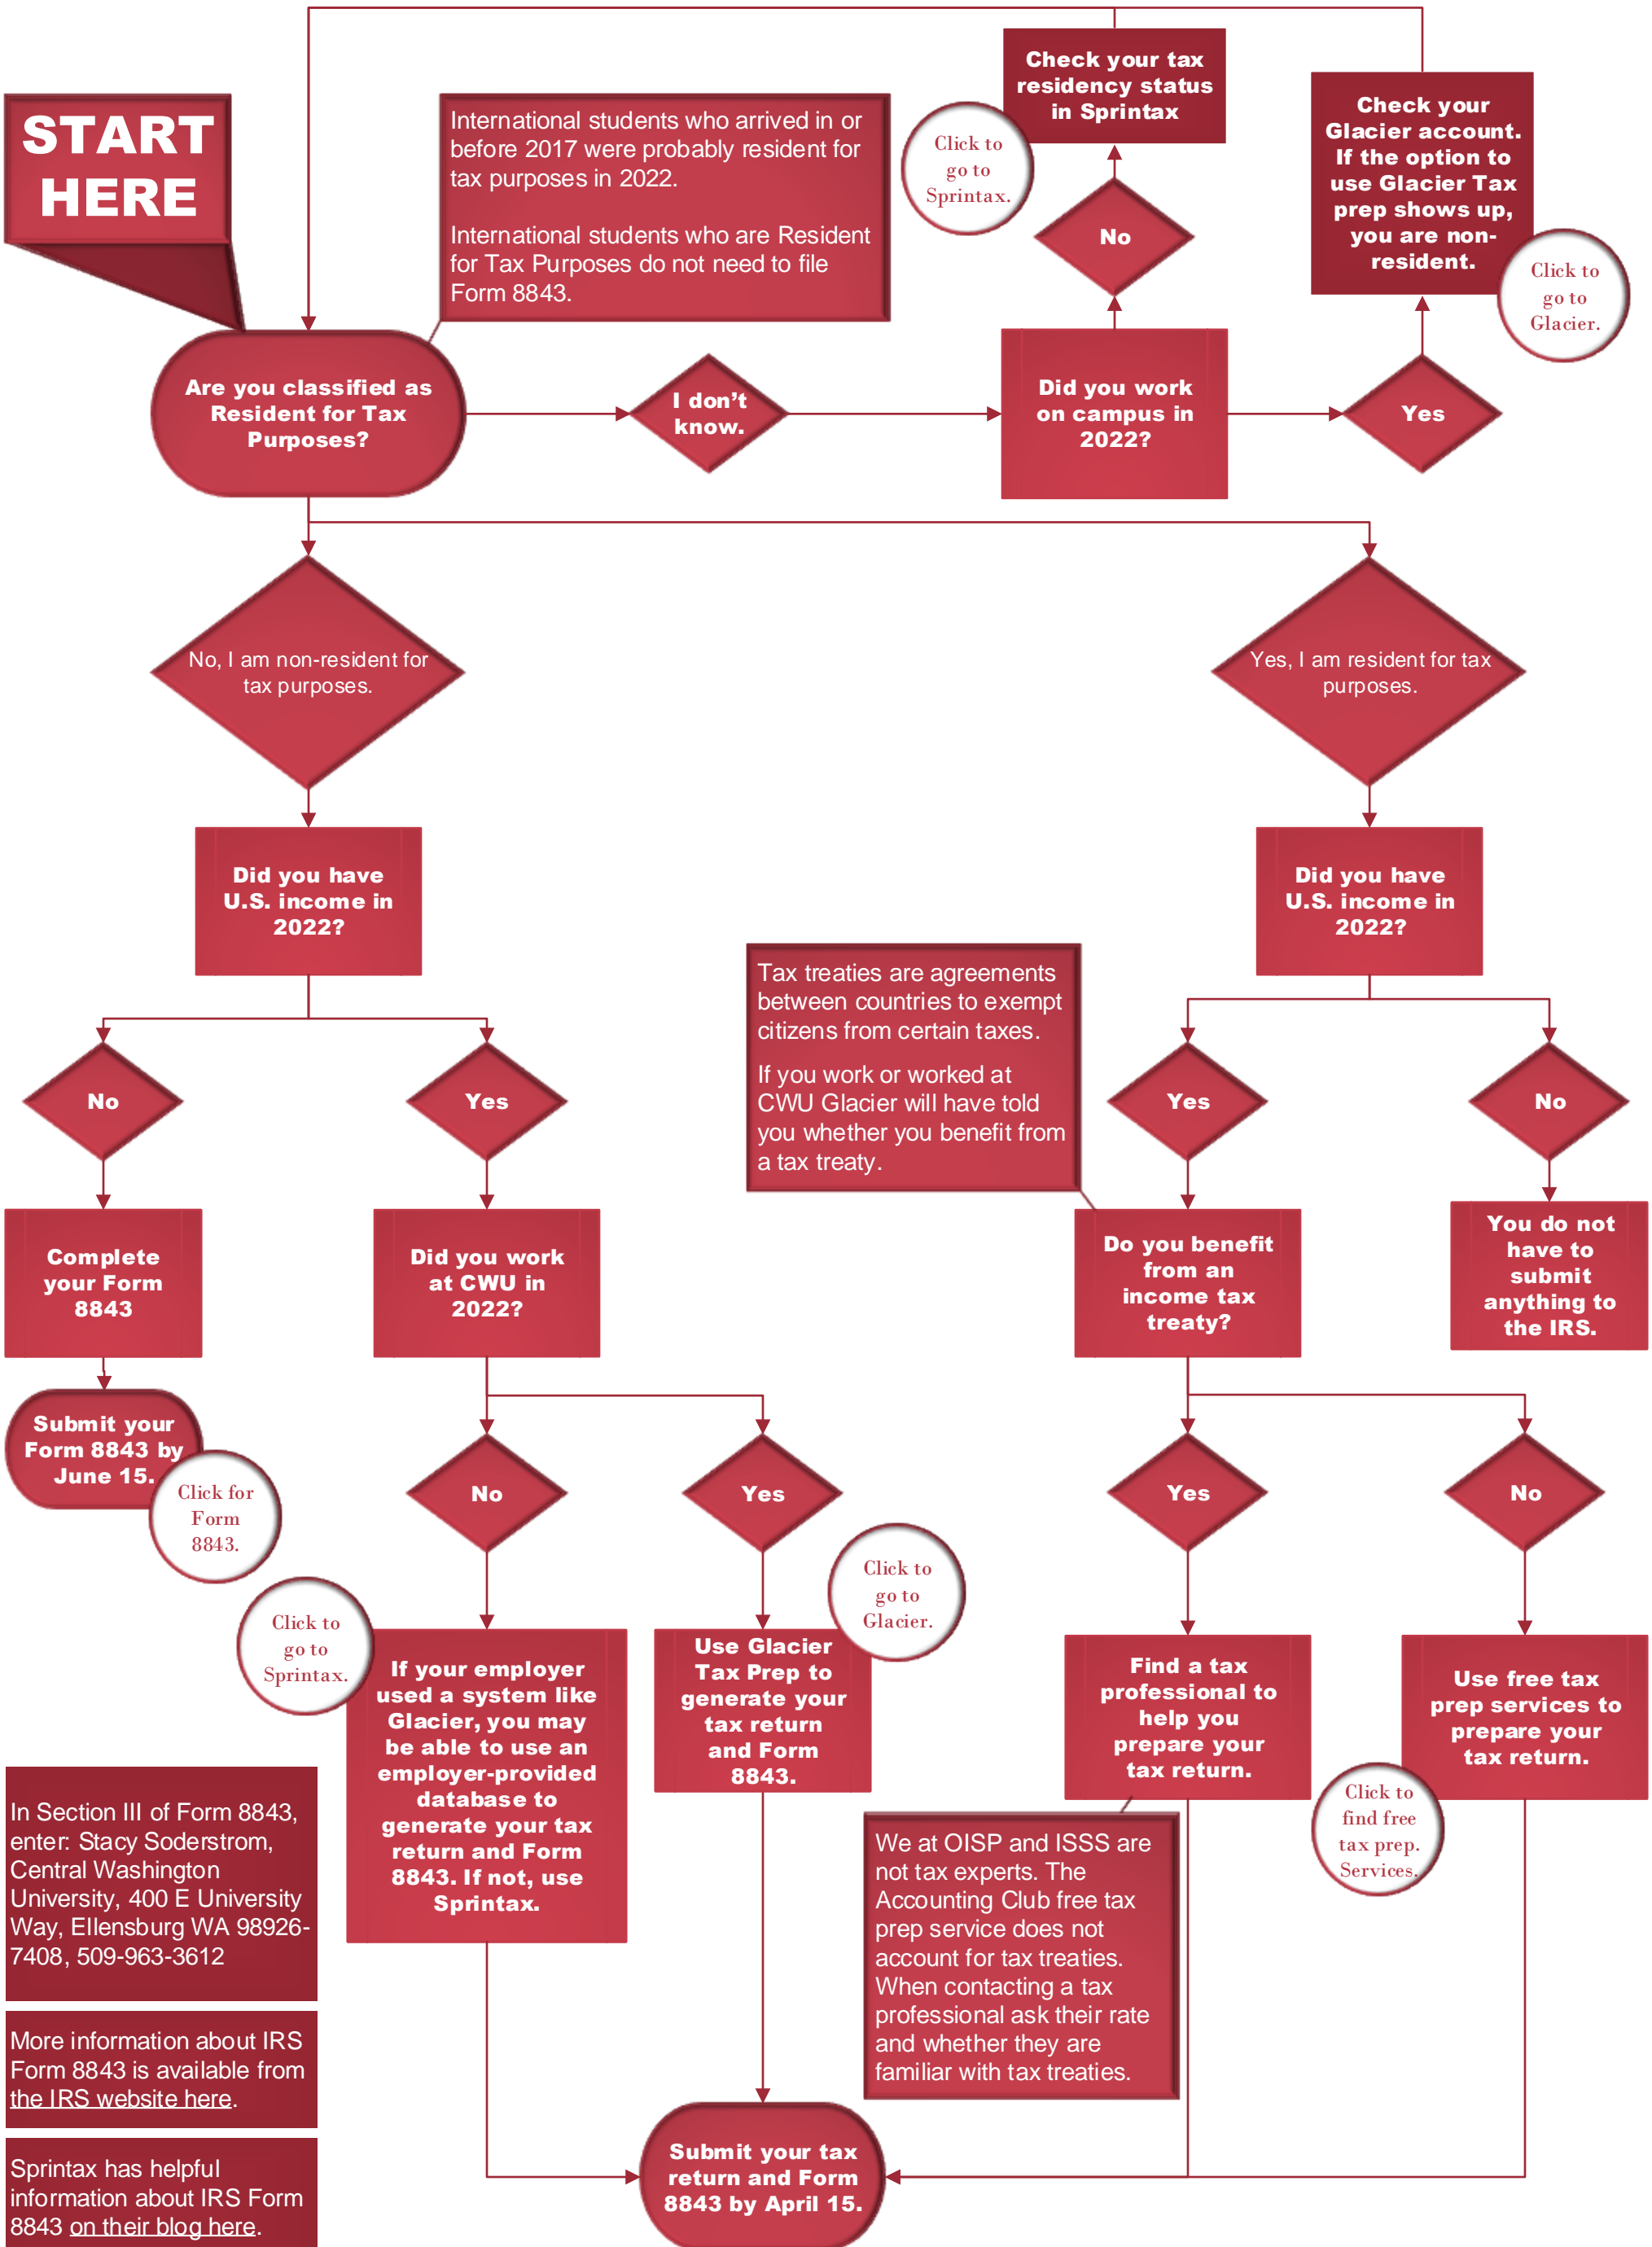 START
HERE
International students who arrived in or
before 2017 were probably resident for
tax purposes in 2022.
International students who are Resident
for Tax Purposes do not need to file
Form 8843.
Click to
go to
Sprintax.
Check your tax
residency status
in Sprintax
Check your
Glacier account.
If the option to
use Glacier Tax
prep shows up,
you are non-
resident.
Click to
go to
Glacier.
No
Are you classified as
Resident for Tax
Purposes?
I don't
know.
Did you work
on campus in
2022?
Yes
No, I am non-resident for
tax purposes.
Yes, I am resident for tax
purposes.
Did you have
U.S. income in
2022?
Did you have
U.S. income in
2022?
No
Yes
Tax treaties are agreements
between countries to exempt
citizens from certain taxes.
If you work or worked at
CWU Glacier will have told
you whether you benefit from
a tax treaty.
Yes
No
Complete
your Form
8843
Did you work
at CWU in
2022?
Do you benefit
from an
income tax
treaty?
You do not
have to
submit
anything to
the IRS.
Submit your
Form 8843 by
June 15.
Click for
Form
8843.
No
Yes
Yes
No
Click to
go to
Sprintax.
If your employer
used a system like
Glacier, you may
be able to use an
employer-provided
database to
generate your tax
return and Form
8843. If not, use
Sprintax.
Click to
go to
Glacier.
Use Glacier
Tax Prep to
generate your
tax return
and Form
8843.
Find a tax
professional to
help you
prepare your
tax return.
Use free tax
prep services to
prepare your
tax return.
Click to
find free
tax prep.
Services.
In Section III of Form 8843,
enter: Stacy Soderstrom,
Central Washington
University, 400 E University
Way, Ellensburg WA 98926-
7408, 509-963-3612
We at OISP and ISSS are
not tax experts. The
Accounting Club free tax
prep service does not
account for tax treaties.
When contacting a tax
professional ask their rate
and whether they are
familiar with tax treaties.
More information about IRS
Form 8843 is available from
the IRS website here.
Sprintax has helpful
information about IRS Form
8843 on their blog here.
Submit your tax
return and Form
8843 by April 15.